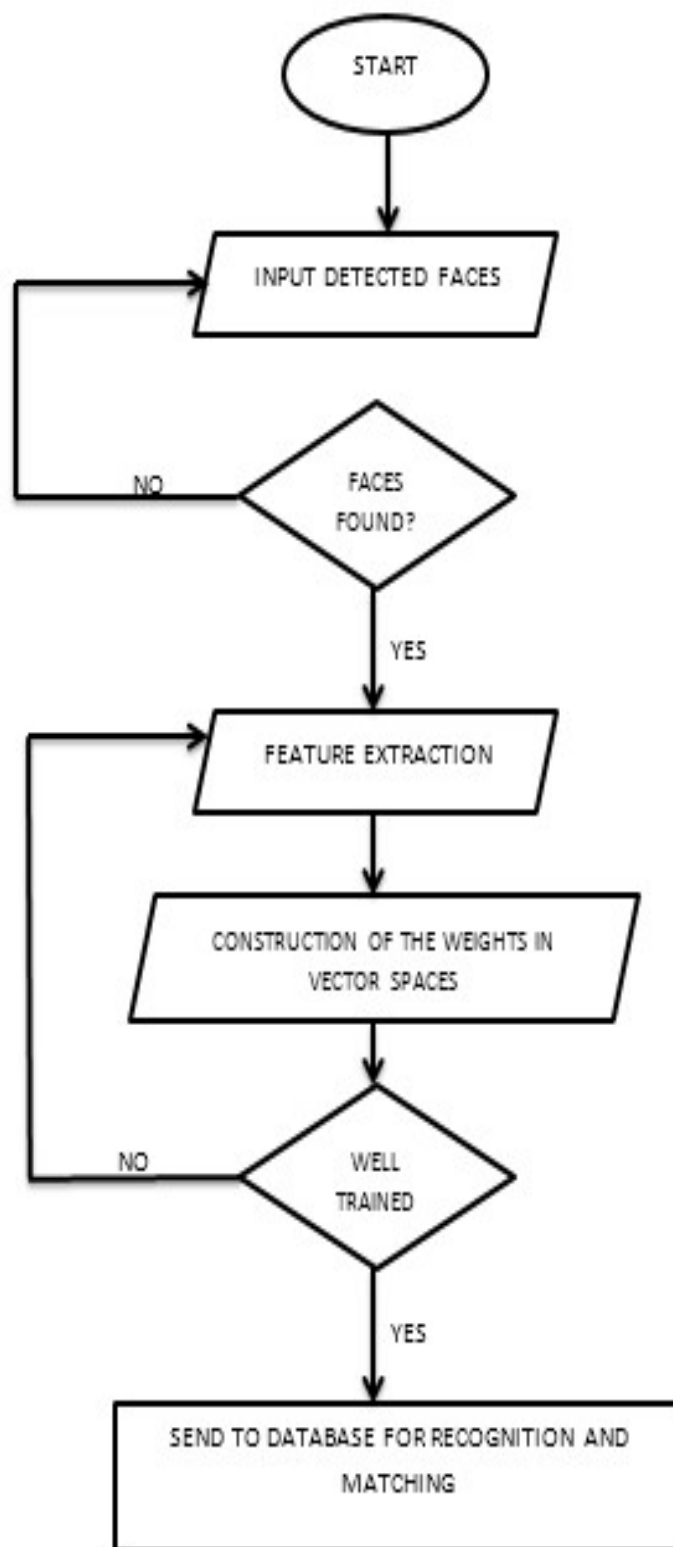 START
INPUT DETECTED FACES
NO
FACES
FOUND?
YES
FEATURE EXTRACTION
CONSTRUCTION OF THE WEIGHTS IN
VECTOR SPACES
NO
WELL
TRAINED
YES
SEND TO DATABASE FOR RECOGNITION AND
MATCHING